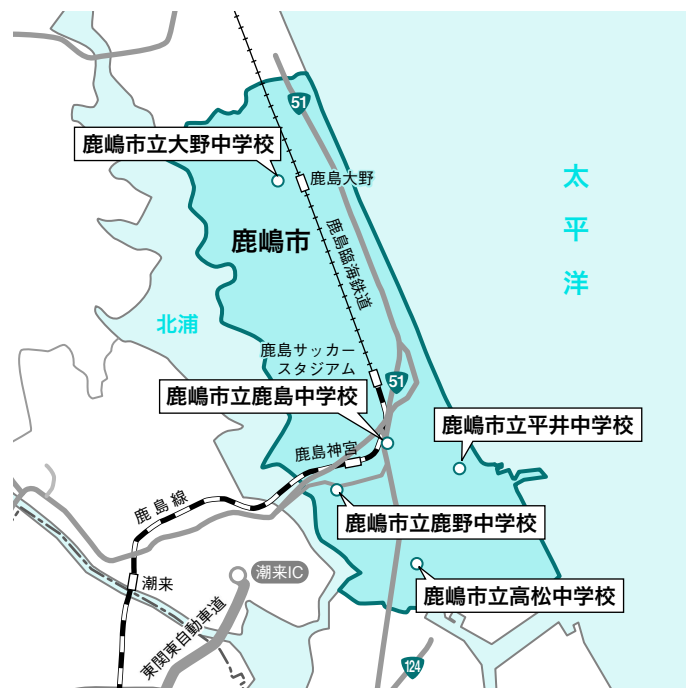 51
鹿嶋市立大野中学校
鹿島大野
太平洋
鹿嶋市
鹿島臨海鉄道
北浦
鹿島サッカー
スタジアム
51
鹿嶋市立鹿島中学校
鹿嶋市立平井中学校
鹿島神宮
鹿島線
鹿嶋市立鹿野中学校
潮来IC
潮来
鹿嶋市立高松中学校
東関東自動車道
124